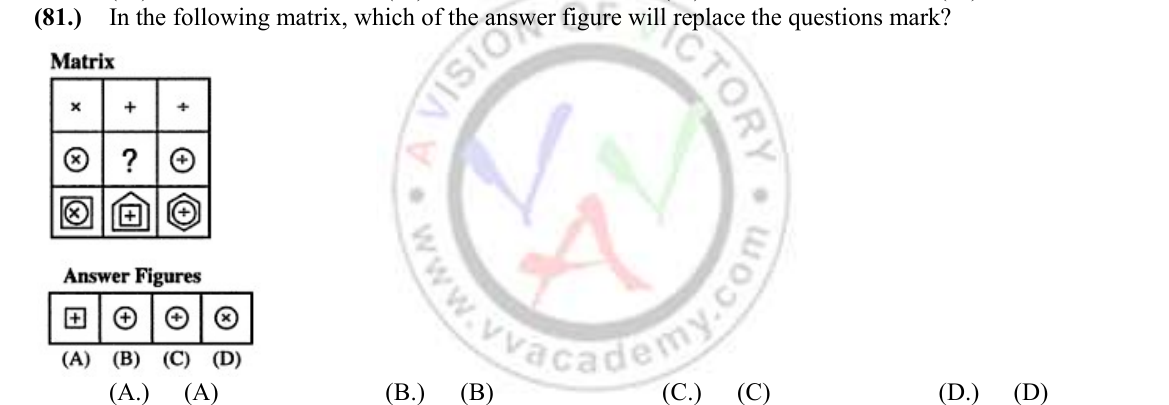 (81.) In the following matrix, which of the answer figure will replace the questions mark?
Matrix
× + ÷
× ? ÷
× + ÷
Answer Figures
+ + ÷ ×
(A) (B) (C) (D)
(A.) (A) (B.) (B) (C.) (C) (D.) (D)
A VISION OF VICTORY
VVA
www.vvacademy.com